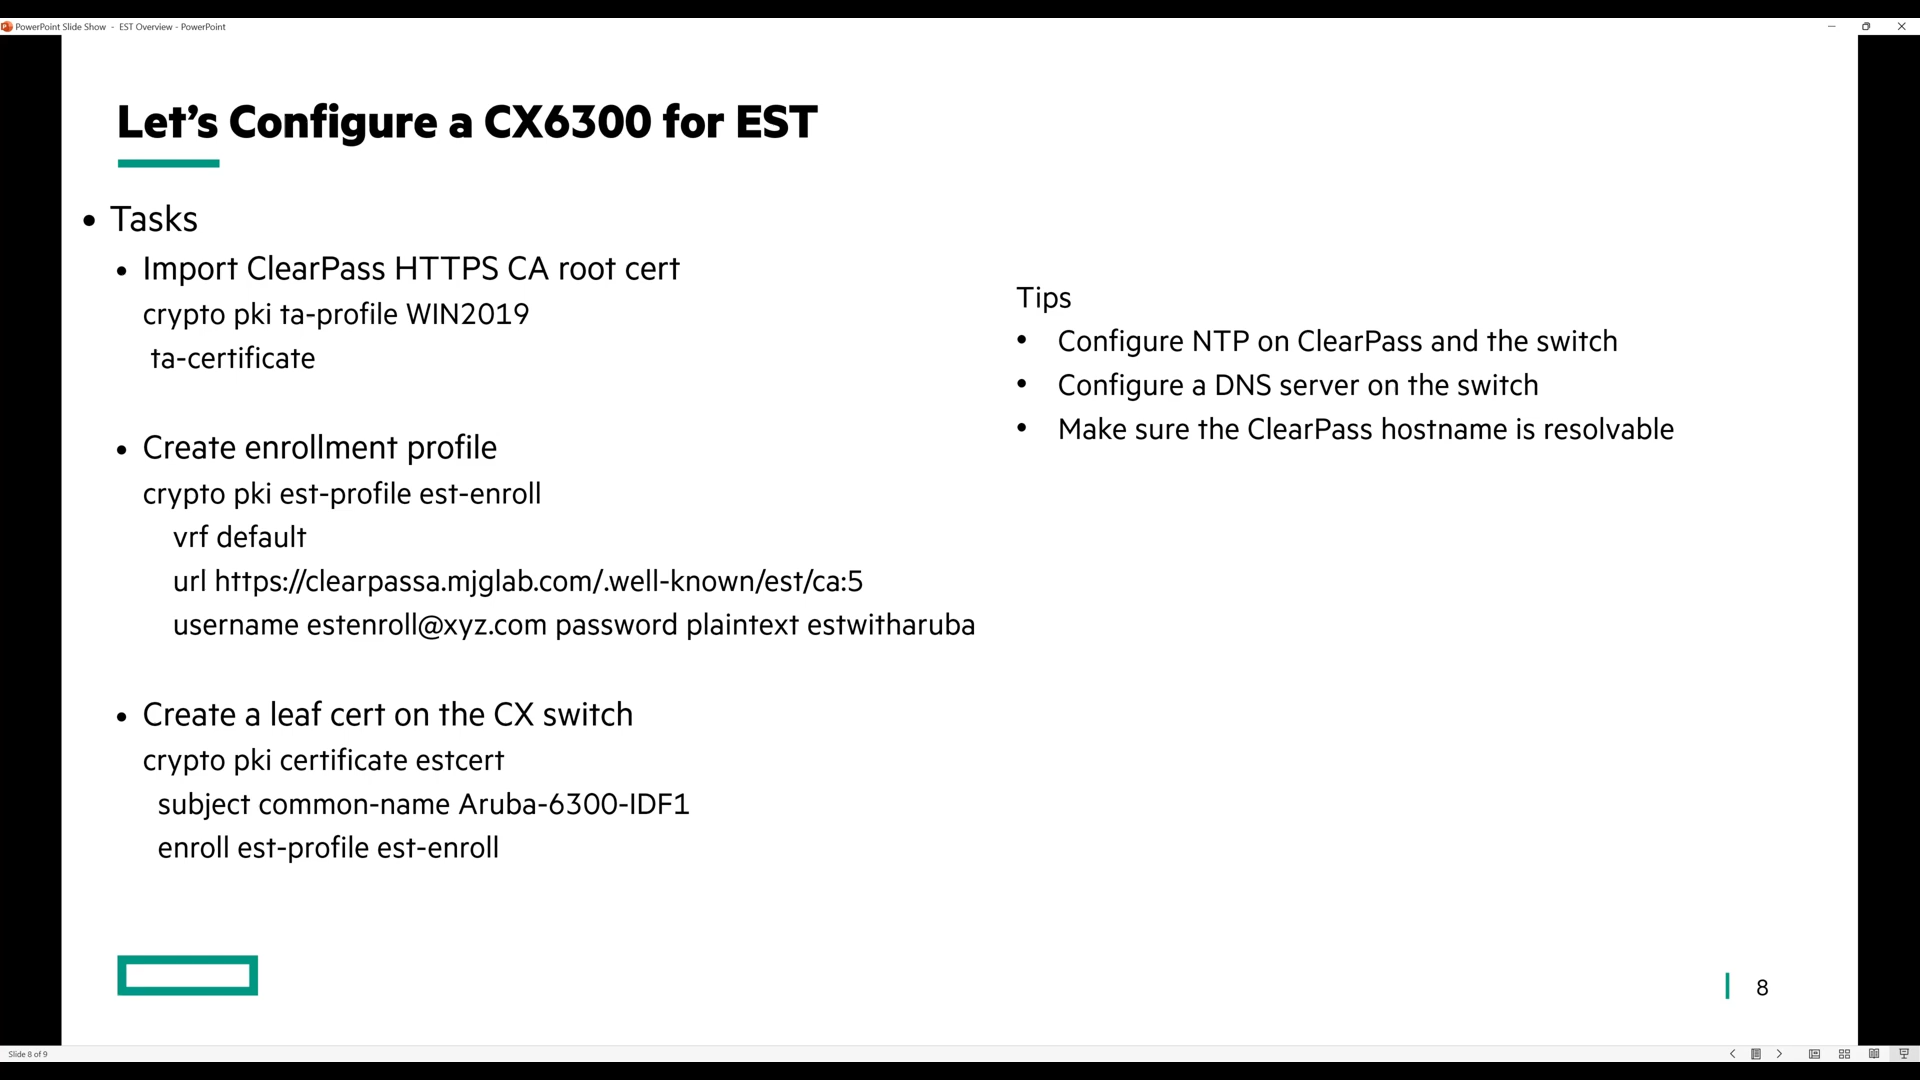 PowerPoint Slide Show - EST Overview - PowerPoint
Let's Configure a CX6300 for EST
• Tasks
• Import ClearPass HTTPS CA root cert
crypto pki ta-profile WIN2019
ta-certificate
• Create enrollment profile
crypto pki est-profile est-enroll
vrf default
url https://clearpassa.mjglab.com/.well-known/est/ca:5
username estenroll@xyz.com password plaintext estwitharuba
• Create a leaf cert on the CX switch
crypto pki certificate estcert
subject common-name Aruba-6300-IDF1
enroll est-profile est-enroll
Tips
• Configure NTP on ClearPass and the switch
• Configure a DNS server on the switch
• Make sure the ClearPass hostname is resolvable
8
Slide 8 of 9